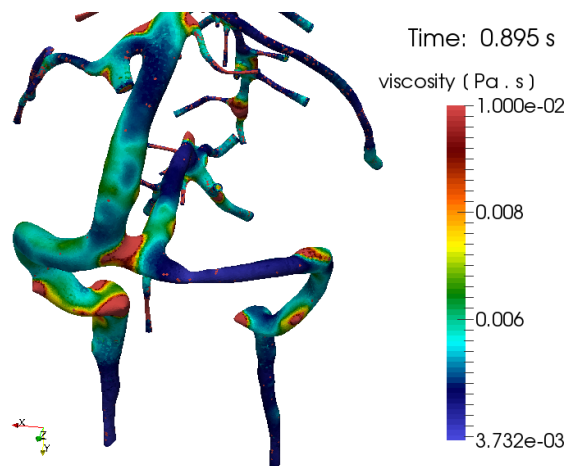 Time: 0.895 s
viscosity (Pa . s)
1.000e-02
0.008
0.006
3.732e-03
X
Z
Y